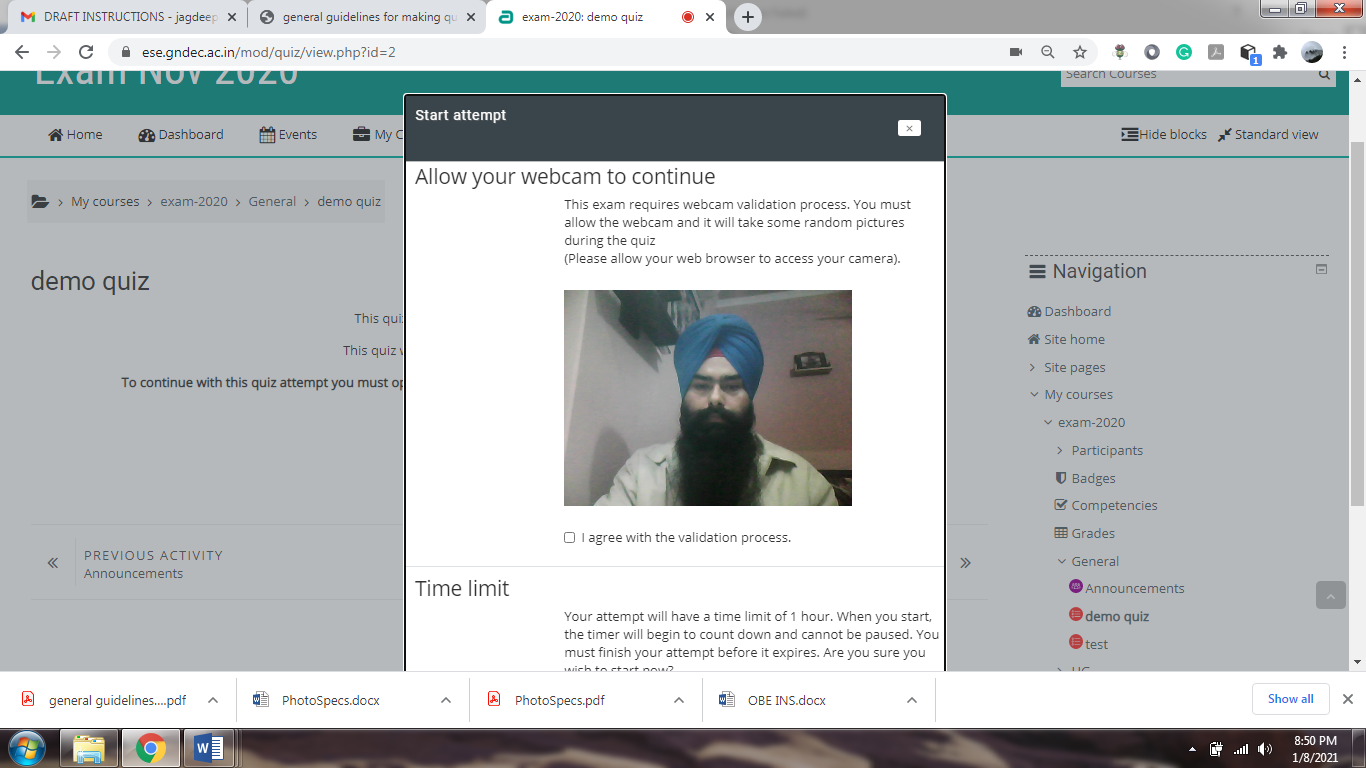 DRAFT INSTRUCTIONS - jagdeep
general guidelines for making qu
exam-2020: demo quiz
ese.gndec.ac.in/mod/quiz/view.php?id=2
1
Exam Nov 2020
Search Courses
Home
Dashboard
Events
My C
Hide blocks
Standard view
My courses > exam-2020 > General > demo quiz
demo quiz
This qui
This quiz w
To continue with this quiz attempt you must op
PREVIOUS ACTIVITY
Announcements
Start attempt
Allow your webcam to continue
This exam requires webcam validation process. You must
allow the webcam and it will take some random pictures
during the quiz
(Please allow your web browser to access your camera).
I agree with the validation process.
Time limit
Your attempt will have a time limit of 1 hour. When you start,
the timer will begin to count down and cannot be paused. You
must finish your attempt before it expires. Are you sure you
wish to start now?
Navigation
Dashboard
Site home
Site pages
My courses
exam-2020
Participants
Badges
Competencies
Grades
General
Announcements
demo quiz
test
UG
general guidelines....pdf
PhotoSpecs.docx
PhotoSpecs.pdf
OBE INS.docx
Show all
8:50 PM
1/8/2021